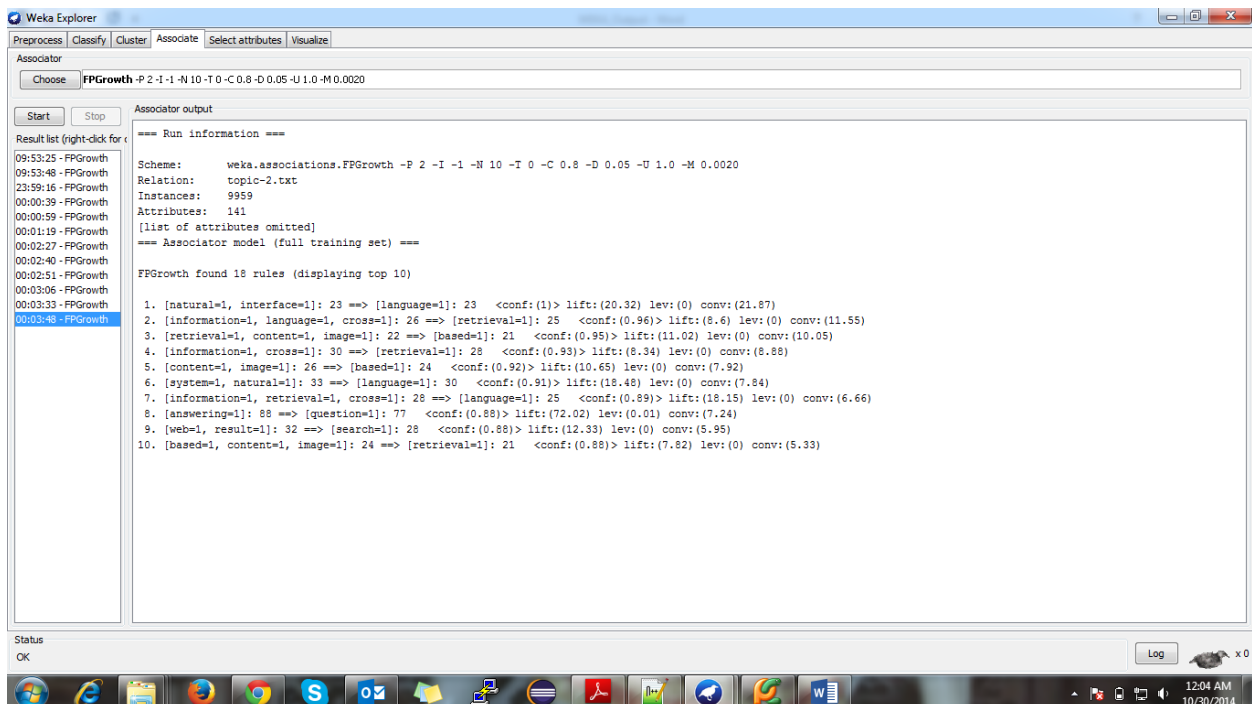 Weka Explorer
Preprocess Classify Cluster Associate Select attributes Visualize
Associator
Choose FPGrowth -P 2 -I -1 -N 10 -T 0 -C 0.8 -D 0.05 -U 1.0 -M 0.0020
Start Stop
Result list (right-click for
09:53:25 - FPGrowth
09:53:48 - FPGrowth
23:59:16 - FPGrowth
00:00:39 - FPGrowth
00:00:59 - FPGrowth
00:01:19 - FPGrowth
00:02:27 - FPGrowth
00:02:40 - FPGrowth
00:02:51 - FPGrowth
00:03:06 - FPGrowth
00:03:33 - FPGrowth
00:03:48 - FPGrowth
Associator output
=== Run information ===
Scheme: weka.associations.FPGrowth -P 2 -I -1 -N 10 -T 0 -C 0.8 -D 0.05 -U 1.0 -M 0.0020
Relation: topic-2.txt
Instances: 9959
Attributes: 141
[list of attributes omitted]
=== Associator model (full training set) ===
FPGrowth found 18 rules (displaying top 10)
1. [natural=1, interface=1]: 23 ==> [language=1]: 23 <conf:(1)> lift:(20.32) lev:(0) conv:(21.87)
2. [information=1, language=1, cross=1]: 26 ==> [retrieval=1]: 25 <conf:(0.96)> lift:(8.6) lev:(0) conv:(11.55)
3. [retrieval=1, content=1, image=1]: 22 ==> [based=1]: 21 <conf:(0.95)> lift:(11.02) lev:(0) conv:(10.05)
4. [information=1, cross=1]: 30 ==> [retrieval=1]: 28 <conf:(0.93)> lift:(8.34) lev:(0) conv:(8.88)
5. [content=1, image=1]: 26 ==> [based=1]: 24 <conf:(0.92)> lift:(10.65) lev:(0) conv:(7.92)
6. [system=1, natural=1]: 33 ==> [language=1]: 30 <conf:(0.91)> lift:(18.48) lev:(0) conv:(7.84)
7. [information=1, retrieval=1, cross=1]: 28 ==> [language=1]: 25 <conf:(0.89)> lift:(18.15) lev:(0) conv:(6.66)
8. [answering=1]: 88 ==> [question=1]: 77 <conf:(0.88)> lift:(72.02) lev:(0.01) conv:(7.24)
9. [web=1, result=1]: 32 ==> [search=1]: 28 <conf:(0.88)> lift:(12.33) lev:(0) conv:(5.95)
10. [based=1, content=1, image=1]: 24 ==> [retrieval=1]: 21 <conf:(0.88)> lift:(7.82) lev:(0) conv:(5.33)
Status
OK
Log x 0
12:04 AM
10/30/2014